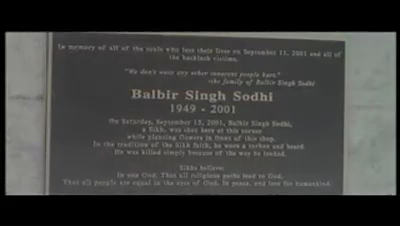 In memory of all of the souls who lost their lives on September 11, 2001 and all of
the backlash victims.
"We don't want any other innocent people hurt."
-the family of Balbir Singh Sodhi
Balbir Singh Sodhi
1949 - 2001
On Saturday, September 15, 2001, Balbir Singh Sodhi,
a Sikh, was shot here at this corner
while planting flowers in front of this shop.
In the tradition of the Sikh faith, he wore a turban and beard.
He was killed simply because of the way he looked.
Sikhs believe:
In one God. That all religious paths lead to God.
That all people are equal in the eyes of God. In peace, and love for humankind.